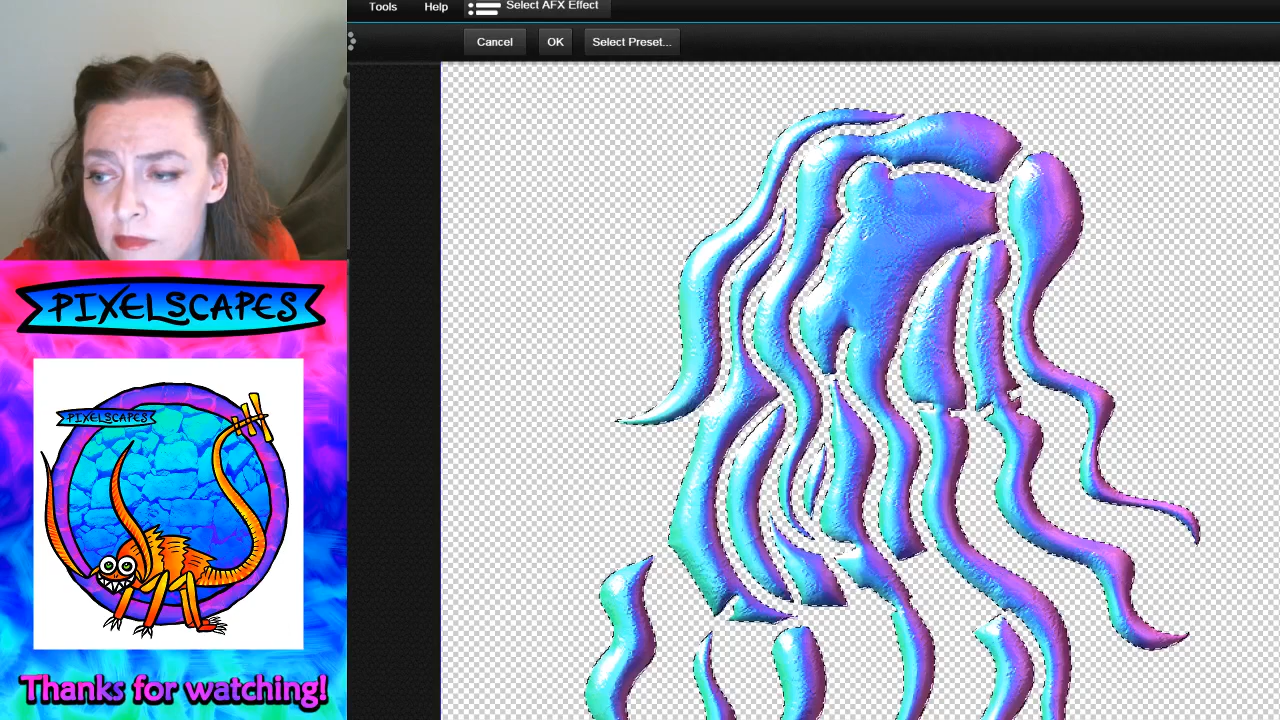 Tools Help Select AFX Effect
Cancel OK Select Preset...
PIXELSCAPES
PIXELSCAPES
Thanks for watching!